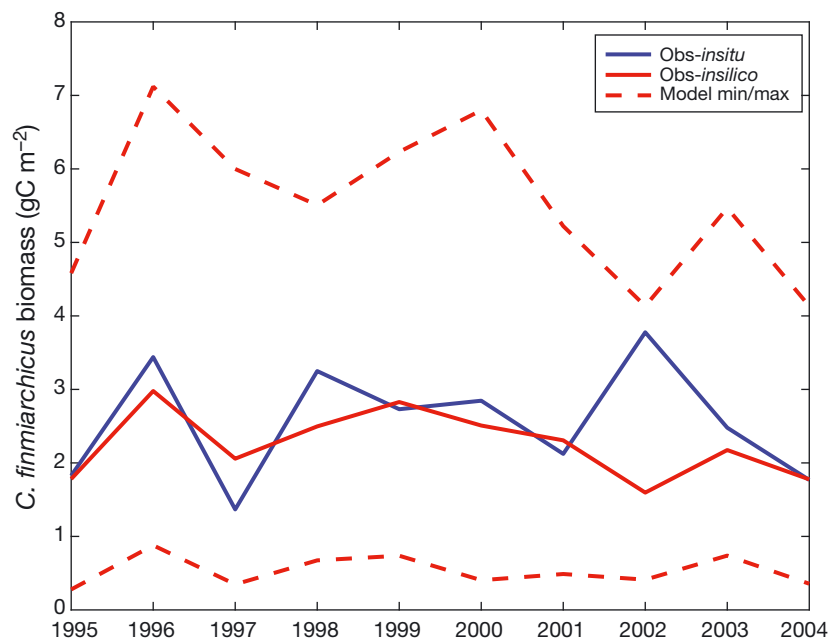 8
7
6
5
4
3
2
1
0
C. finmiarchicus biomass (gC m−2)
Obs-insitu
Obs-insilico
Model min/max
1995 1996 1997 1998 1999 2000 2001 2002 2003 2004